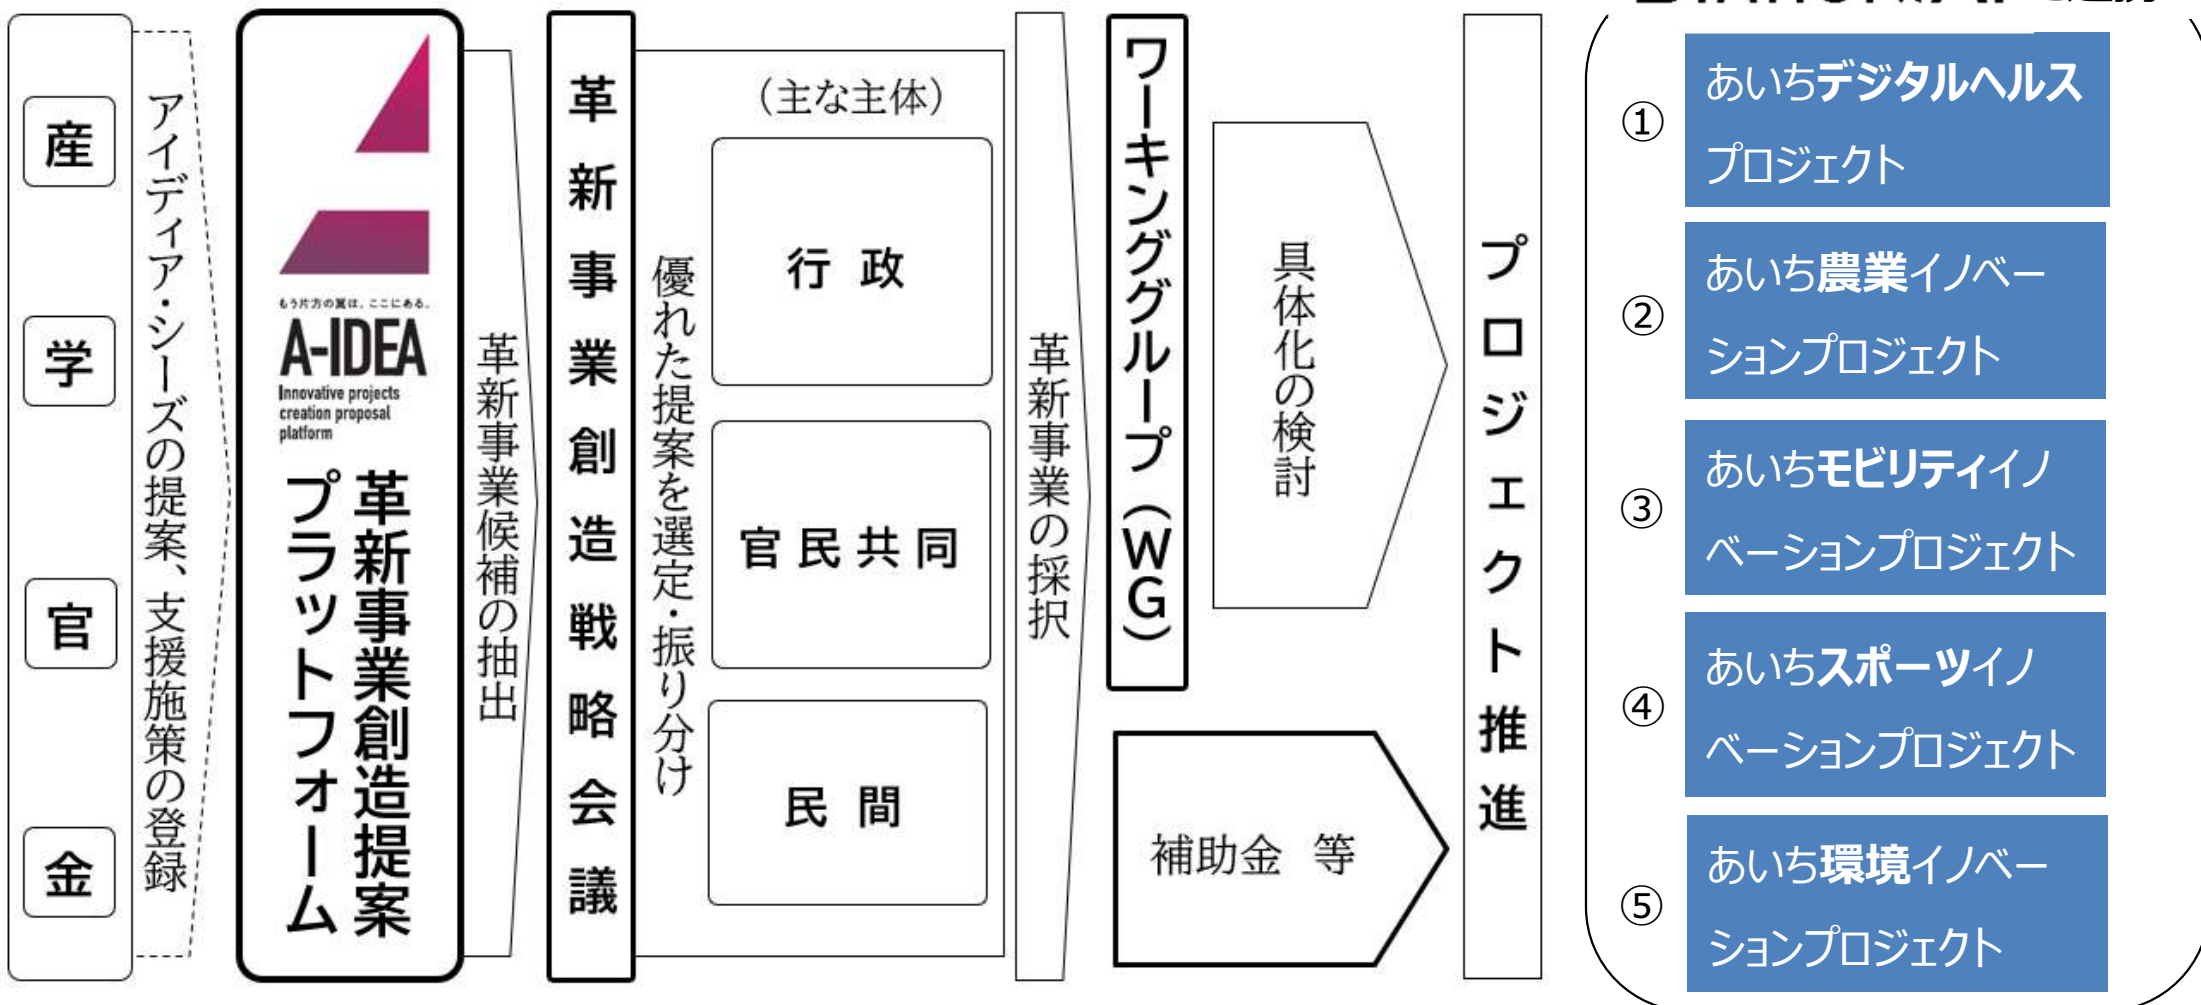 産
学
官
金
アイディア・シーズの提案、支援施策の登録
もう片方の翼は、ここにある。
A-IDEA
Innovative projects
creation proposal
platform
革新事業創造提案
プラットフォーム
革新事業候補の抽出
革新事業創造戦略会議
優れた提案を選定・振り分け
（主な主体）
行政
官民共同
民間
革新事業の採択
ワーキンググループ（WG）
具体化の検討
補助金 等
プロジェクト推進
①
あいちデジタルヘルス
プロジェクト
②
あいち農業イノベー
ションプロジェクト
③
あいちモビリティイノ
ベーションプロジェクト
④
あいちスポーツイノ
ベーションプロジェクト
⑤
あいち環境イノベー
ションプロジェクト